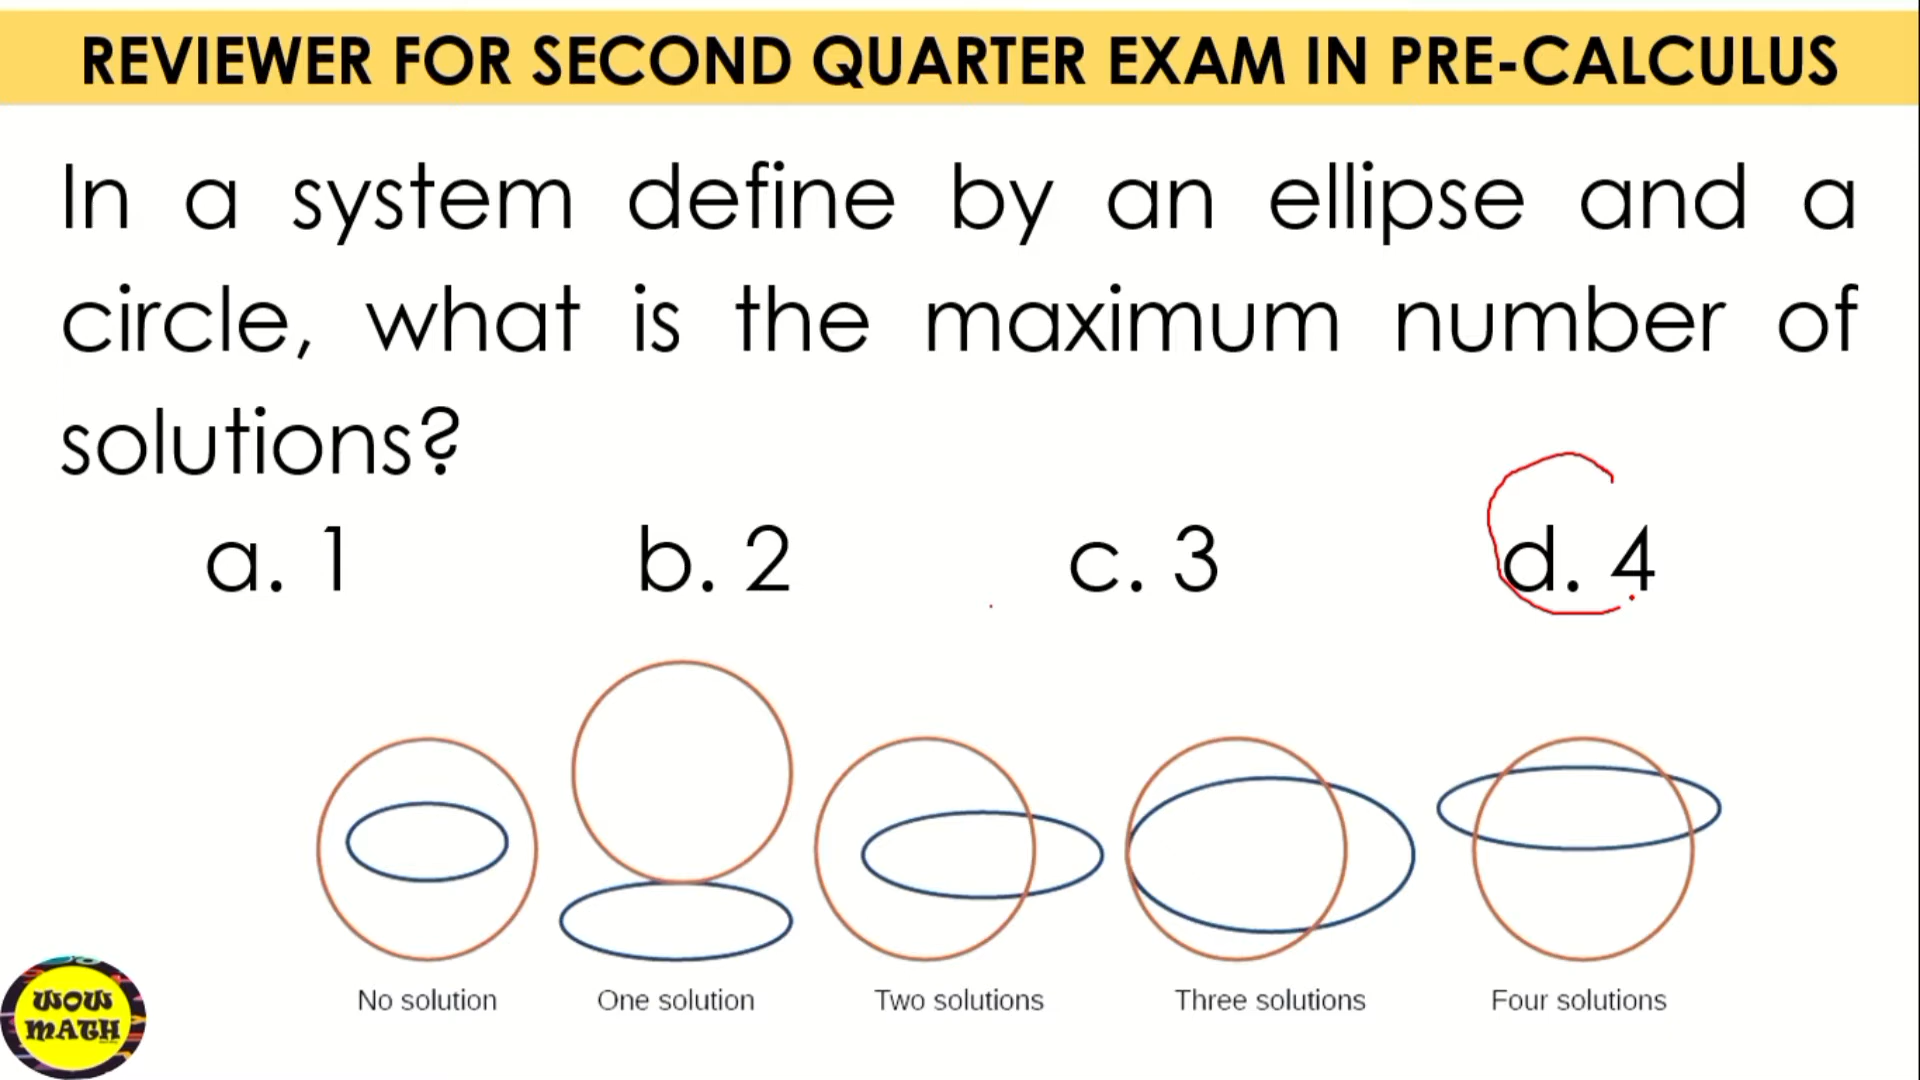 REVIEWER FOR SECOND QUARTER EXAM IN PRE-CALCULUS
In a system define by an ellipse and a
circle, what is the maximum number of
solutions?
a. 1 b. 2 c. 3 d. 4
No solution One solution Two solutions Three solutions Four solutions
WOW
MATH